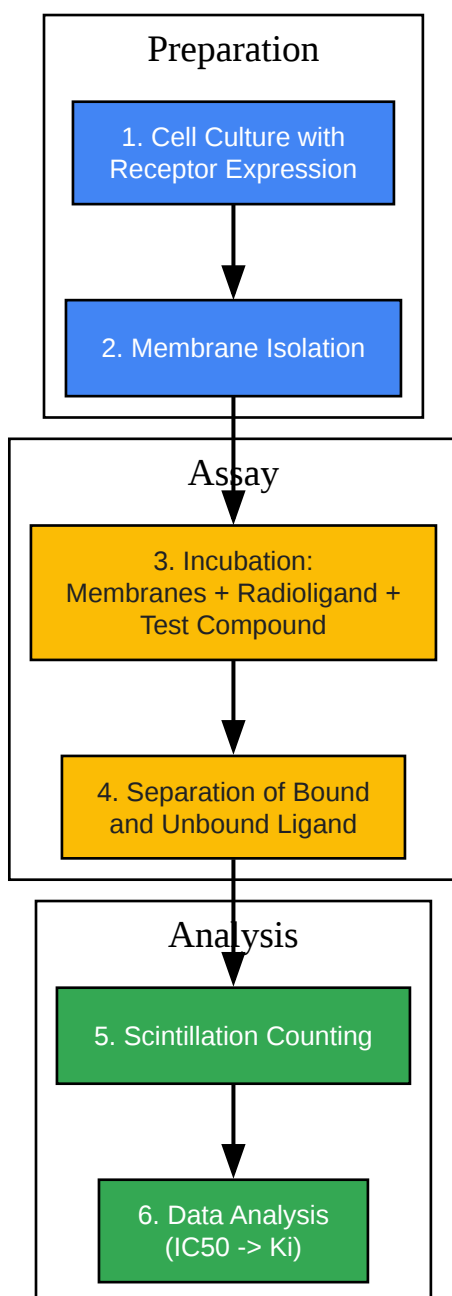 Preparation
1. Cell Culture with
Receptor Expression
2. Membrane Isolation
Assay
3. Incubation:
Membranes + Radioligand +
Test Compound
4. Separation of Bound
and Unbound Ligand
Analysis
5. Scintillation Counting
6. Data Analysis
(IC50 -> Ki)